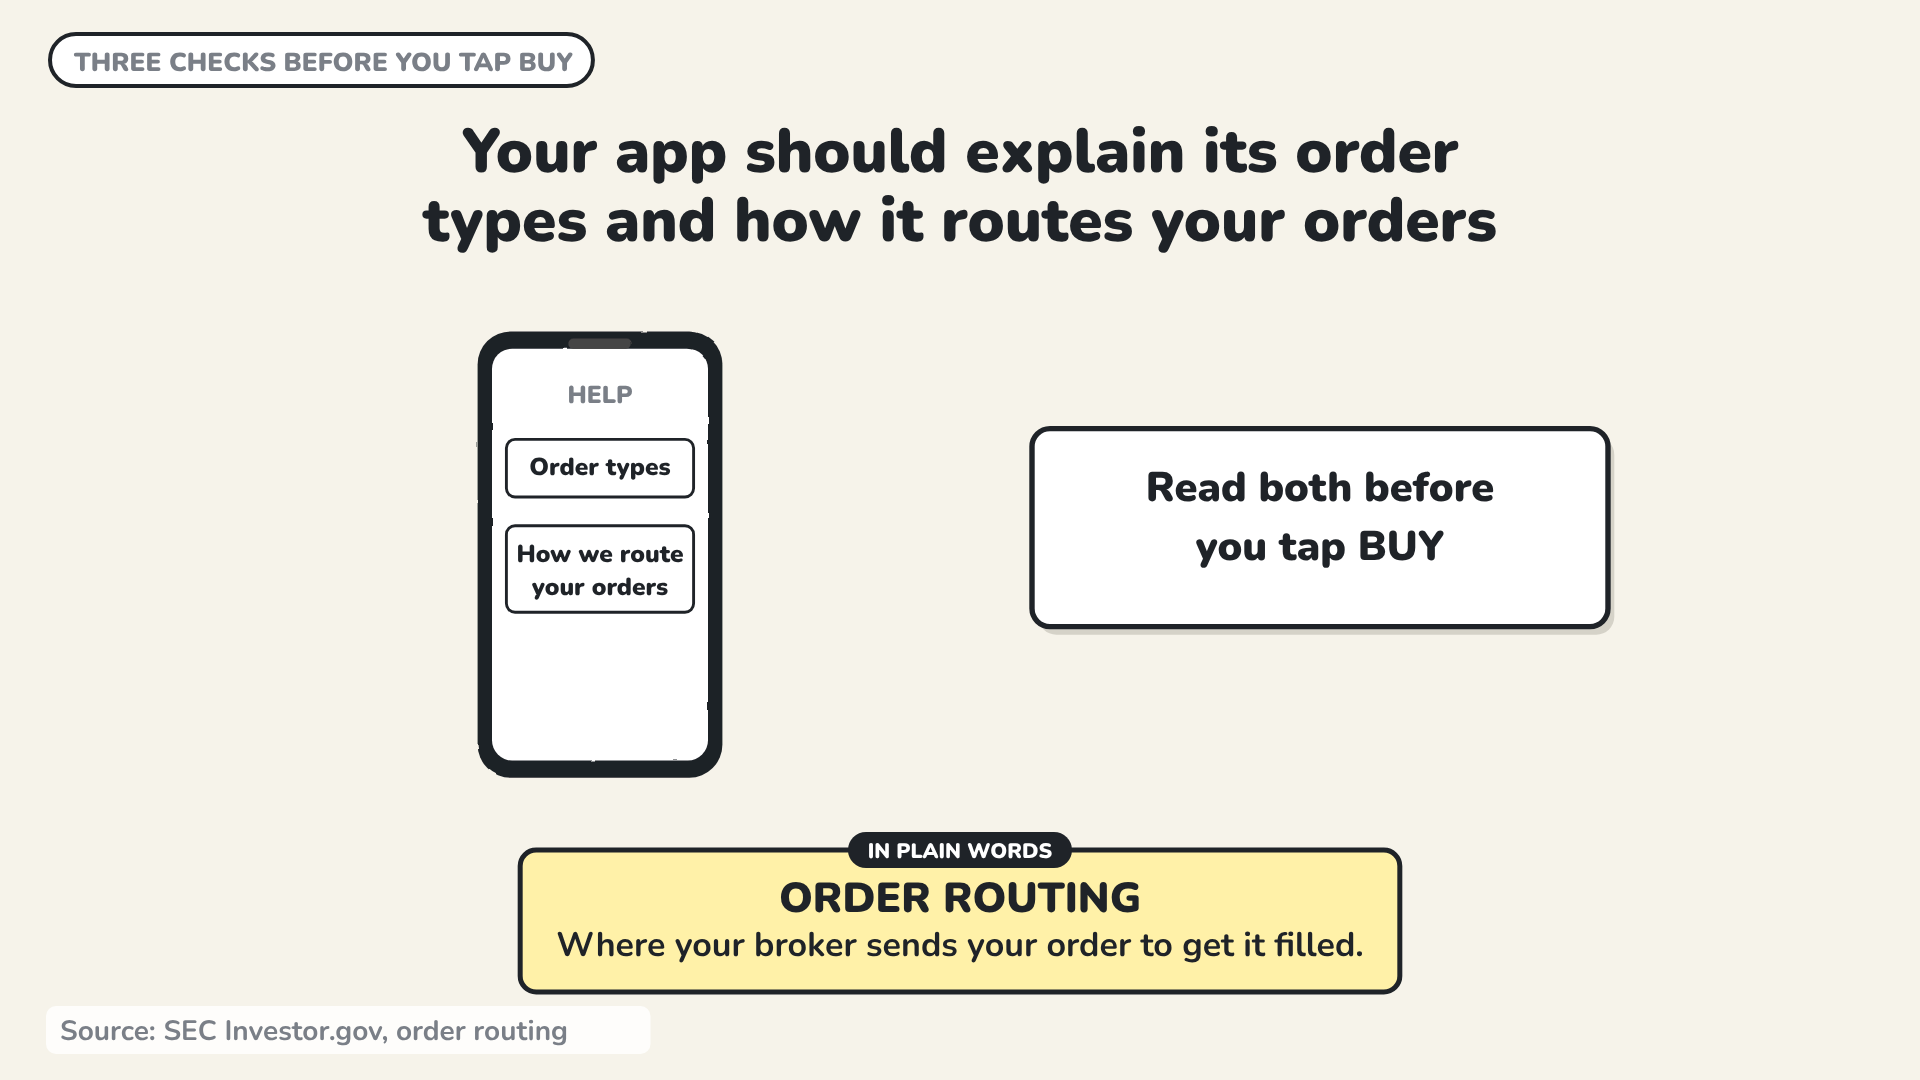 THREE CHECKS BEFORE YOU TAP BUY
Your app should explain its order
types and how it routes your orders
HELP
Order types
How we route
your orders
Read both before
you tap BUY
IN PLAIN WORDS
ORDER ROUTING
Where your broker sends your order to get it filled.
Source: SEC Investor.gov, order routing